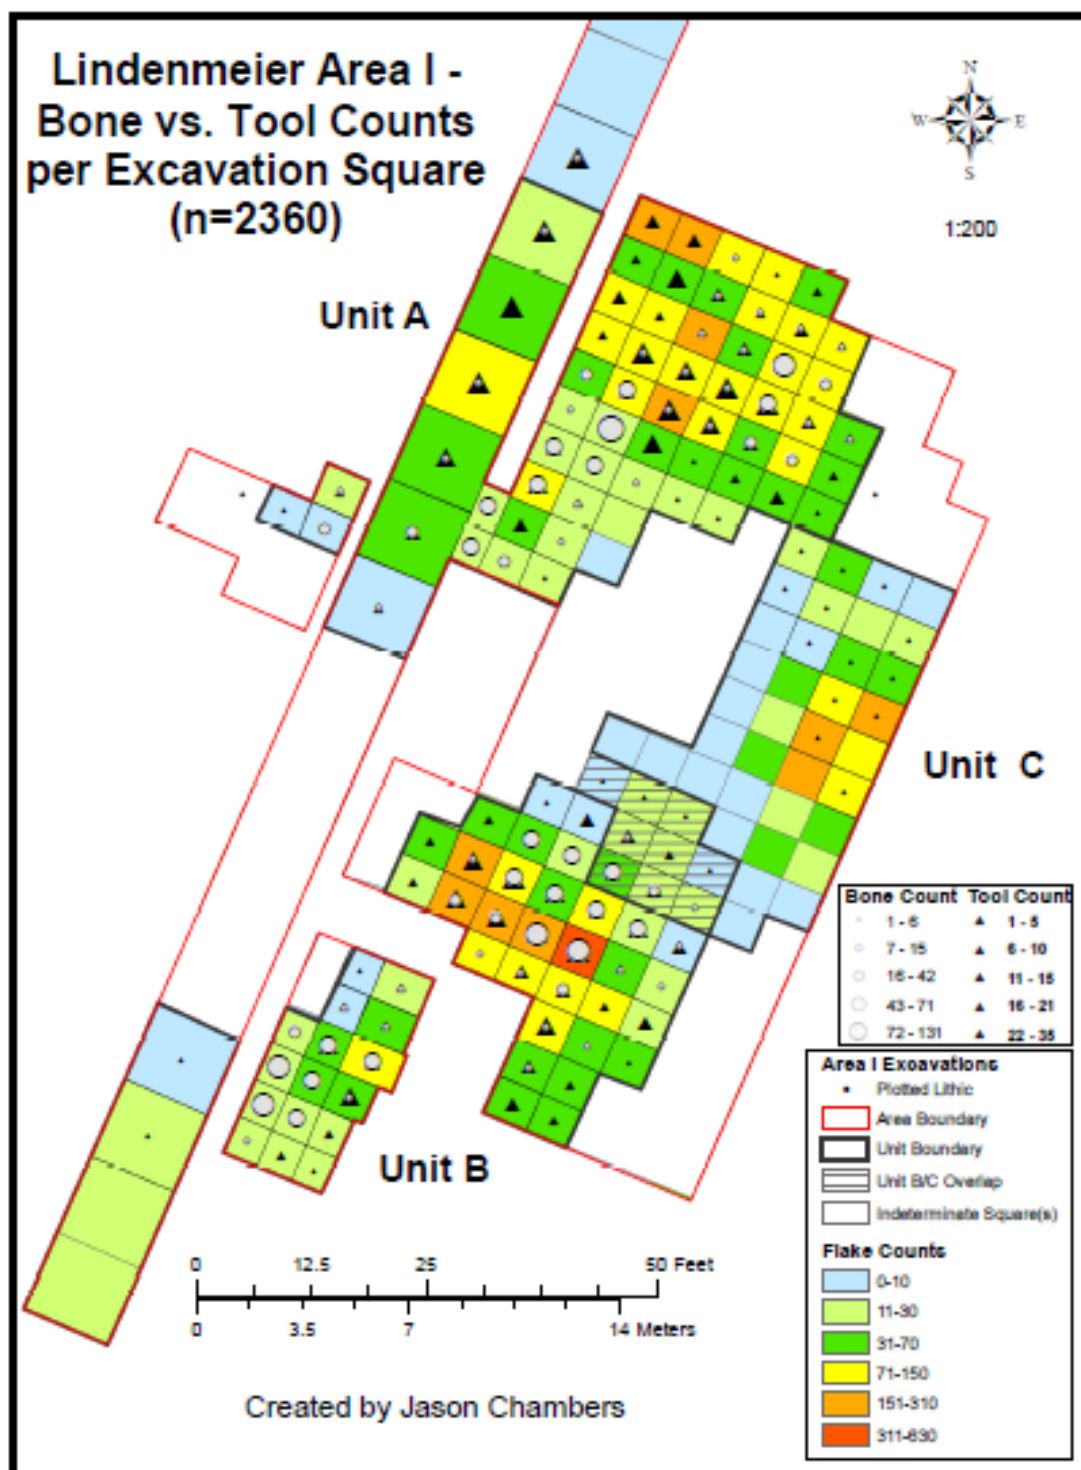 Lindenmeier Area I -
Bone vs. Tool Counts
per Excavation Square
(n=2360)
N
W E
S
1:200
Unit A
Unit C
Unit B
Bone Count Tool Count
1 - 6 1 - 5
7 - 15 6 - 10
16 - 42 11 - 15
43 - 71 16 - 21
72 - 131 22 - 35
Area I Excavations
Plotted Lithic
Area Boundary
Unit Boundary
Unit B/C Overlap
Indeterminate Square(s)
Flake Counts
0-10
11-30
31-70
71-150
151-310
311-630
0 12.5 25 50 Feet
0 3.5 7 14 Meters
Created by Jason Chambers